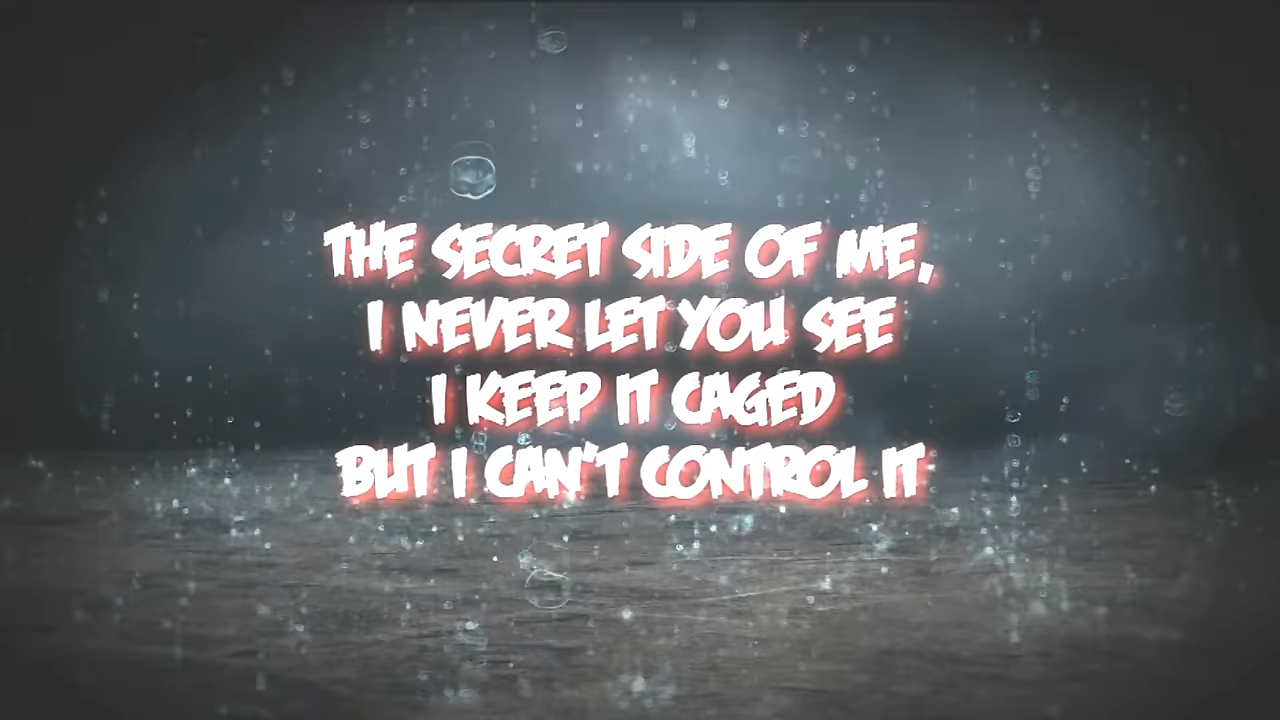 THE SECRET SIDE OF ME,
I NEVER LET YOU SEE
I KEEP IT CAGED
BUT I CAN'T CONTROL IT